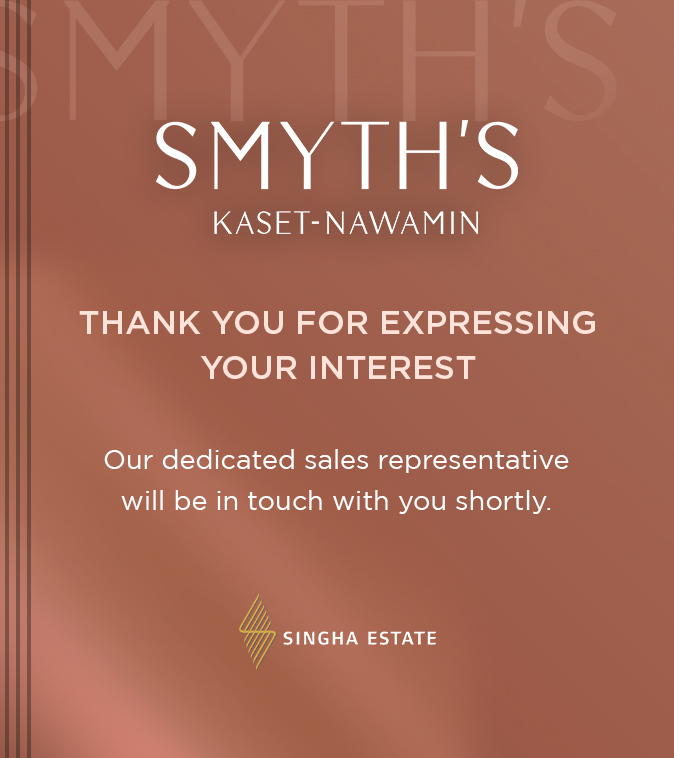 SMYTH'S
SMYTH'S
KASET-NAWAMIN
THANK YOU FOR EXPRESSING
YOUR INTEREST
Our dedicated sales representative
will be in touch with you shortly.
SINGHA ESTATE